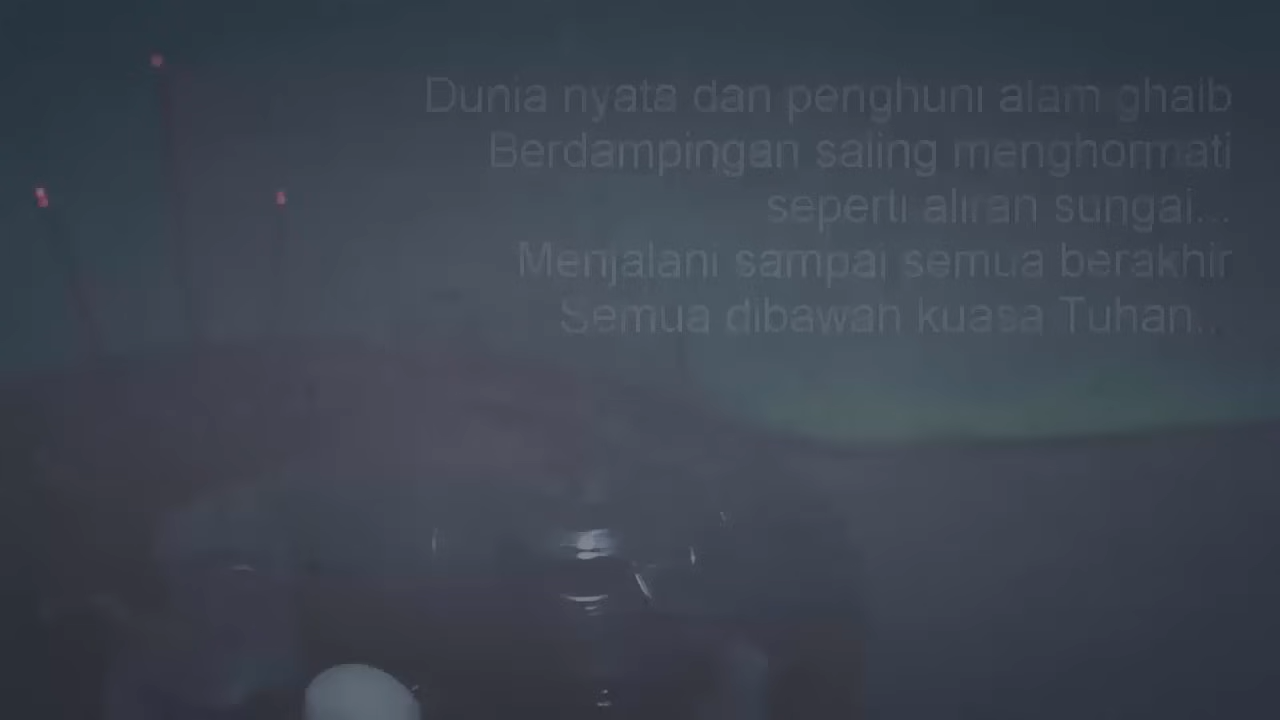 Dunia nyata dan penghuni alam ghaib
Berdampingan saling menghormati
seperti aliran sungai...
Menjalani sampai semua berakhir
Semua dibawah kuasa Tuhan..